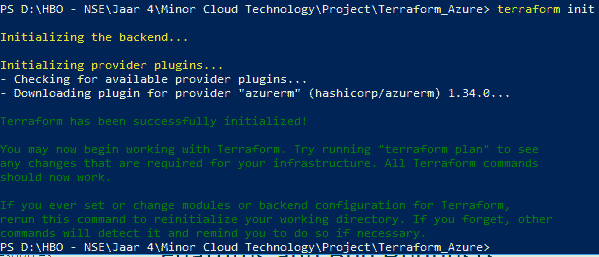 PS D:\HBO - NSE\Jaar 4\Minor Cloud Technology\Project\Terraform_Azure> terraform init
Initializing the backend...
Initializing provider plugins...
- Checking for available provider plugins...
- Downloading plugin for provider "azurerm" (hashicorp/azurerm) 1.34.0...
Terraform has been successfully initialized!
You may now begin working with Terraform. Try running "terraform plan" to see
any changes that are required for your infrastructure. All Terraform commands
should now work.
If you ever set or change modules or backend configuration for Terraform,
rerun this command to reinitialize your working directory. If you forget, other
commands will detect it and remind you to do so if necessary.
PS D:\HBO - NSE\Jaar 4\Minor Cloud Technology\Project\Terraform_Azure>